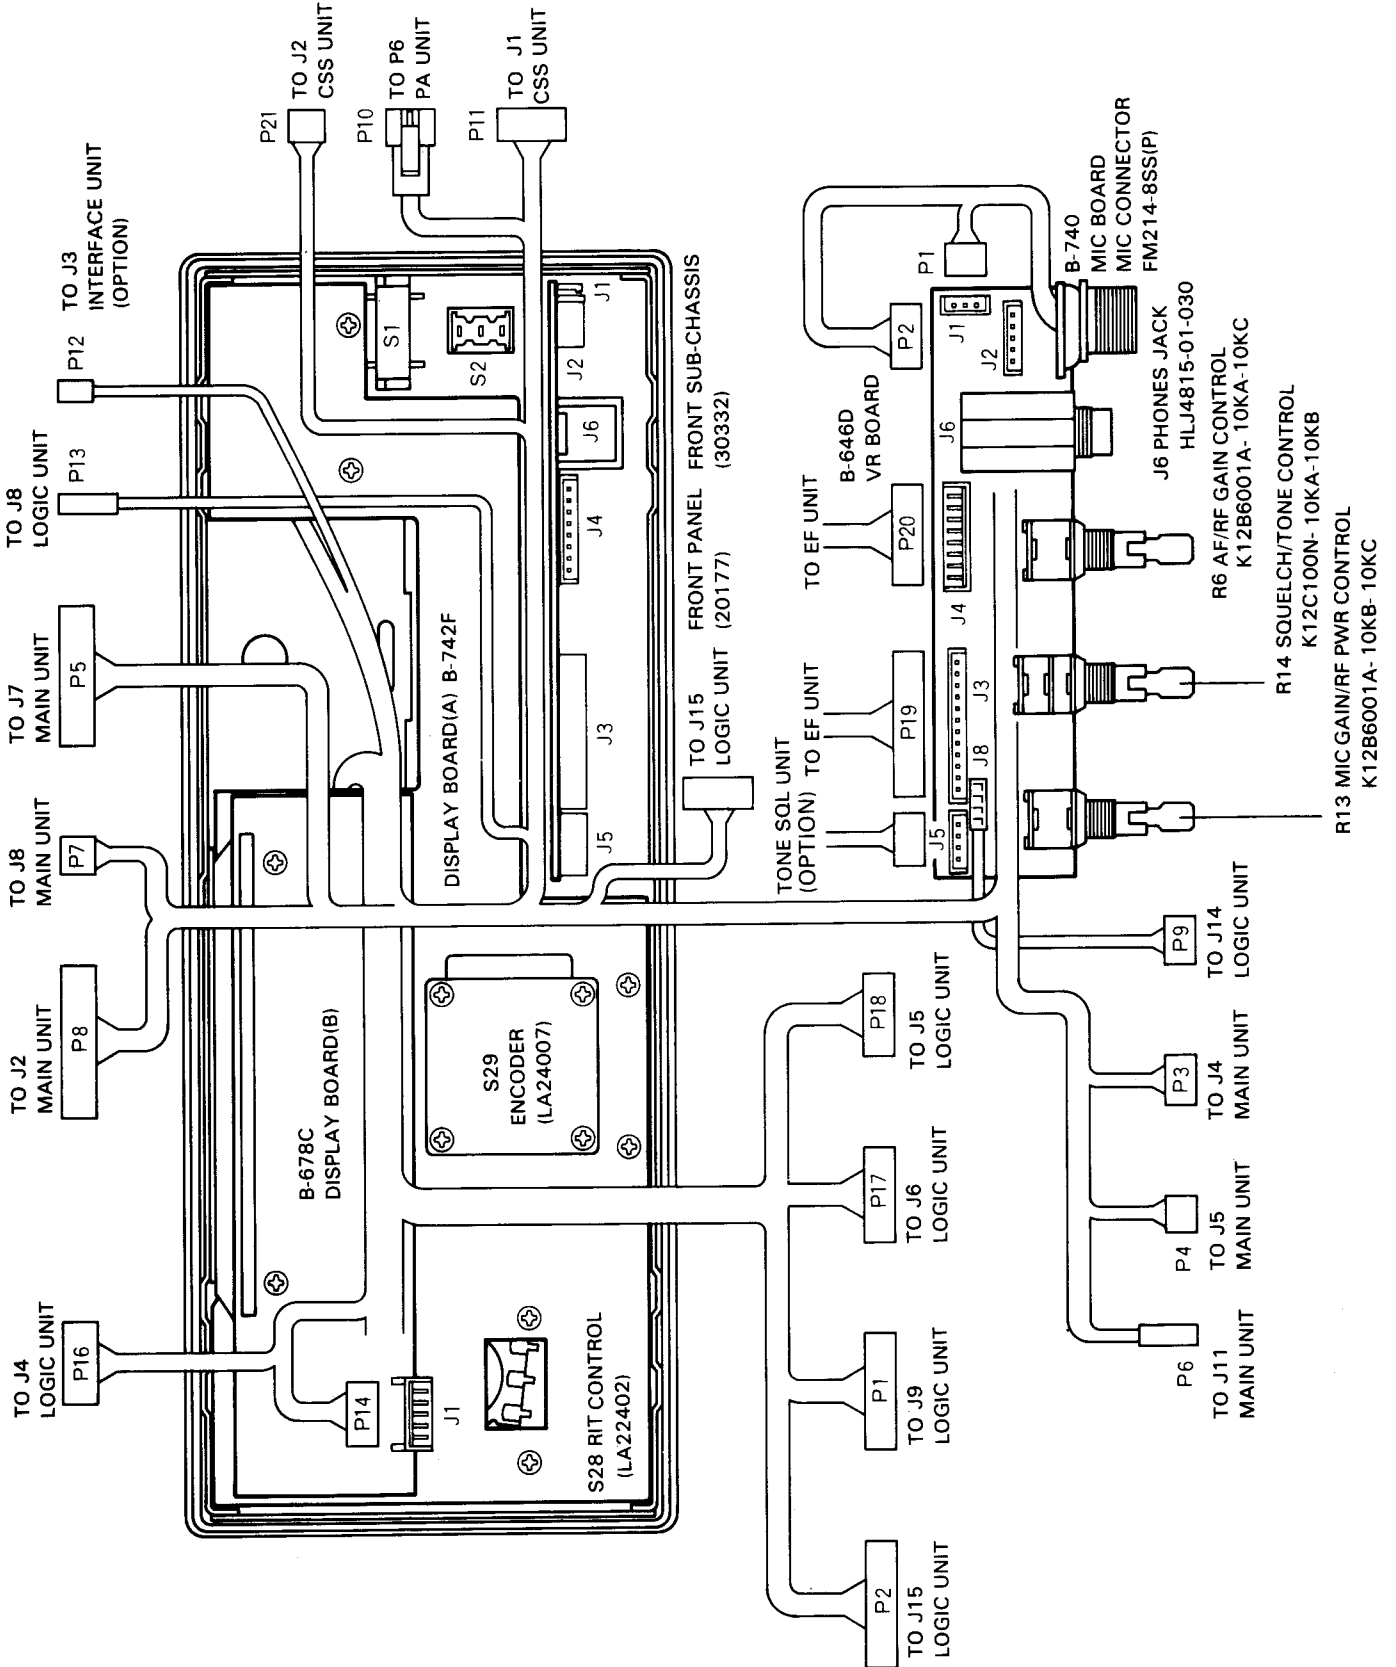 TO J4
LOGIC UNIT
P16
TO J2
MAIN UNIT
P8
TO J8
MAIN UNIT
P7
TO J7
MAIN UNIT
P5
TO J8
LOGIC UNIT
P13
TO J3
INTERFACE UNIT
(OPTION)
P12
P21
TO J2
CSS UNIT
P10
TO P6
PA UNIT
P11
TO J1
CSS UNIT
B-678C
DISPLAY BOARD(B)
DISPLAY BOARD(A) B-742F
S1
S2
P14
J1
S28 RIT CONTROL
(LA22402)
S29
ENCODER
(LA24007)
J5
J3
J4
J6
J2
J1
TO J15
LOGIC UNIT
FRONT PANEL
(20177)
FRONT SUB-CHASSIS
(30332)
P2
TO J15
LOGIC UNIT
P1
TO J9
LOGIC UNIT
P17
TO J6
LOGIC UNIT
P18
TO J5
LOGIC UNIT
TONE SQL UNIT
(OPTION)
TO EF UNIT
P19
TO EF UNIT
P20
B-646D
VR BOARD
P2
P1
J5
J8
J3
J4
J6
J2
J1
B-740
MIC BOARD
MIC CONNECTOR
FM214-8SS(P)
J6 PHONES JACK
HLJ4815-01-030
R6 AF/RF GAIN CONTROL
K12B6001A- 10KA-10KC
R14 SQUELCH/TONE CONTROL
K12C100N- 10KA-10KB
R13 MIC GAIN/RF PWR CONTROL
K12B6001A- 10KB- 10KC
P6
TO J11
MAIN UNIT
P4
TO J5
MAIN UNIT
P3
TO J4
MAIN UNIT
P9
TO J14
LOGIC UNIT